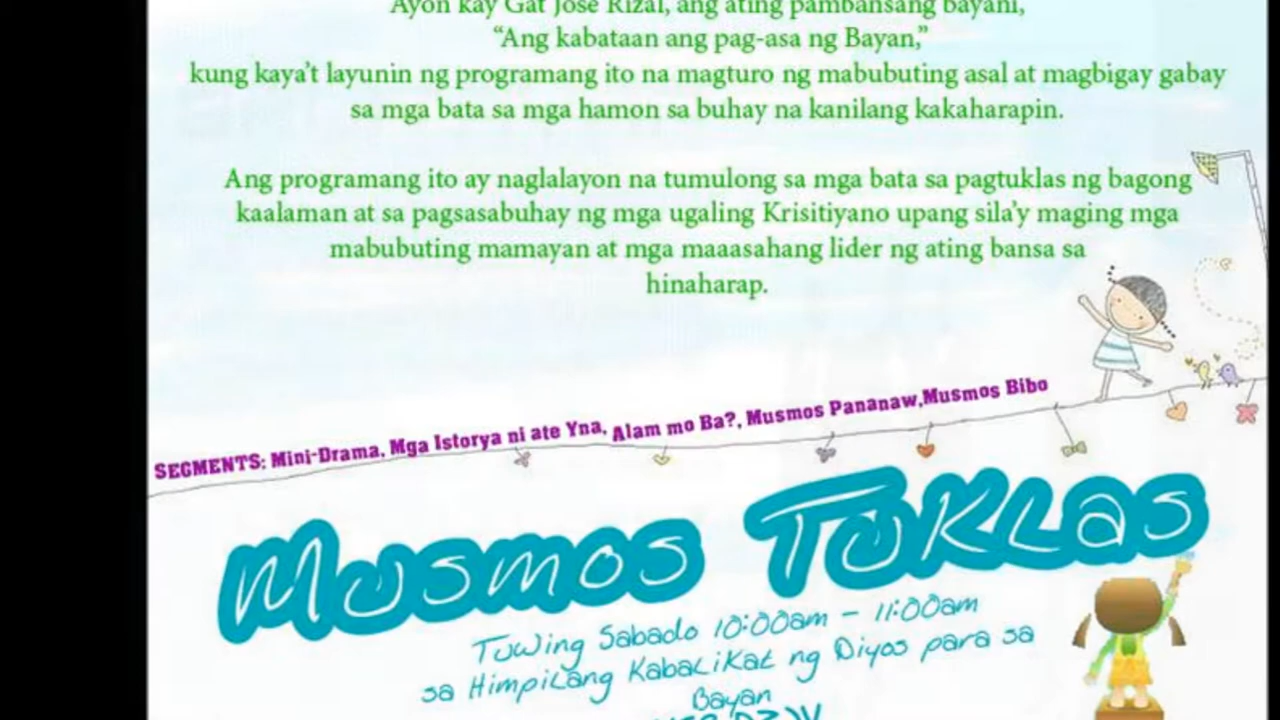 Ayon kay Gat Jose Rizal, ang ating pambansang bayani,
“Ang kabataan ang pag-asa ng Bayan,”
kung kaya’t layunin ng programang ito na magturo ng mabubuting asal at magbigay gabay
sa mga bata sa mga hamon sa buhay na kanilang kakaharapin.
Ang programang ito ay naglalayon na tumulong sa mga bata sa pagtuklas ng bagong
kaalaman at sa pagsasabuhay ng mga ugaling Krisitiyano upang sila’y maging mga
mabubuting mamayan at mga maaasahang lider ng ating bansa sa
hinaharap.
SEGMENTS: Mini-Drama, Mga Istorya ni ate Yna, Alam mo Ba?, Musmos Pananaw,Musmos Bibo
Musmos Tuklas
Tuwing Sabado 10:00am - 11:00am
sa Himpilang Kabalikat ng Diyos para sa
Bayan